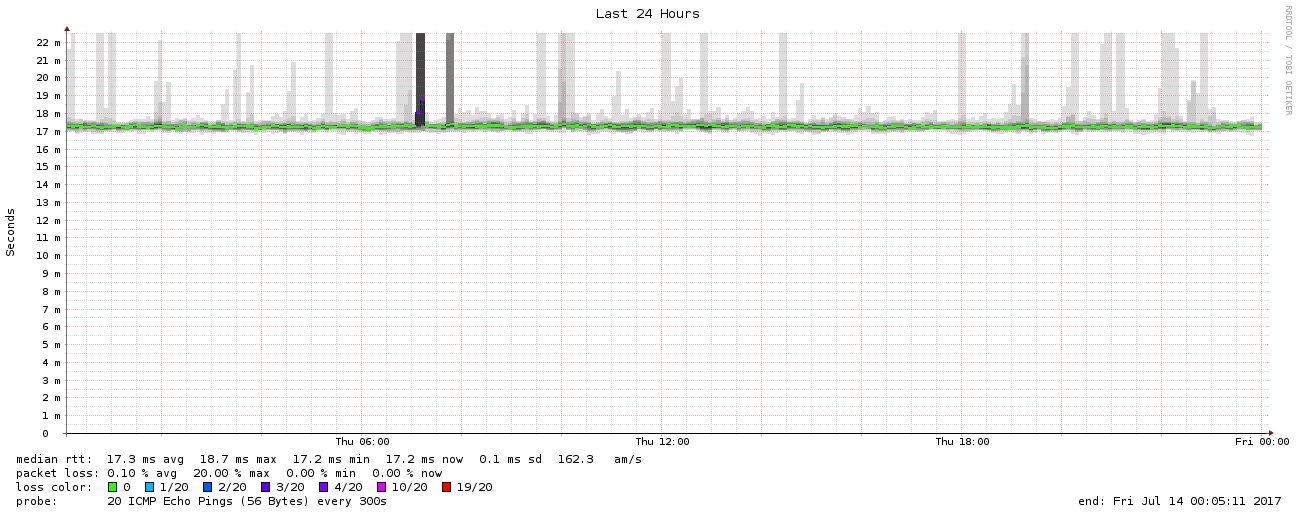 Last 24 Hours
RRDTOOL / TOBI OETIKER
22 m
21 m
20 m
19 m
18 m
17 m
16 m
15 m
14 m
13 m
12 m
11 m
10 m
9 m
8 m
7 m
6 m
5 m
4 m
3 m
2 m
1 m
0
Seconds
Thu 06:00 Thu 12:00 Thu 18:00 Fri 00:00
median rtt: 17.3 ms avg 18.7 ms max 17.2 ms min 17.2 ms now 0.1 ms sd 162.3 am/s
packet loss: 0.10 % avg 20.00 % max 0.00 % min 0.00 % now
loss color: 0 1/20 2/20 3/20 4/20 10/20 19/20
probe: 20 ICMP Echo Pings (56 Bytes) every 300s end: Fri Jul 14 00:05:11 2017